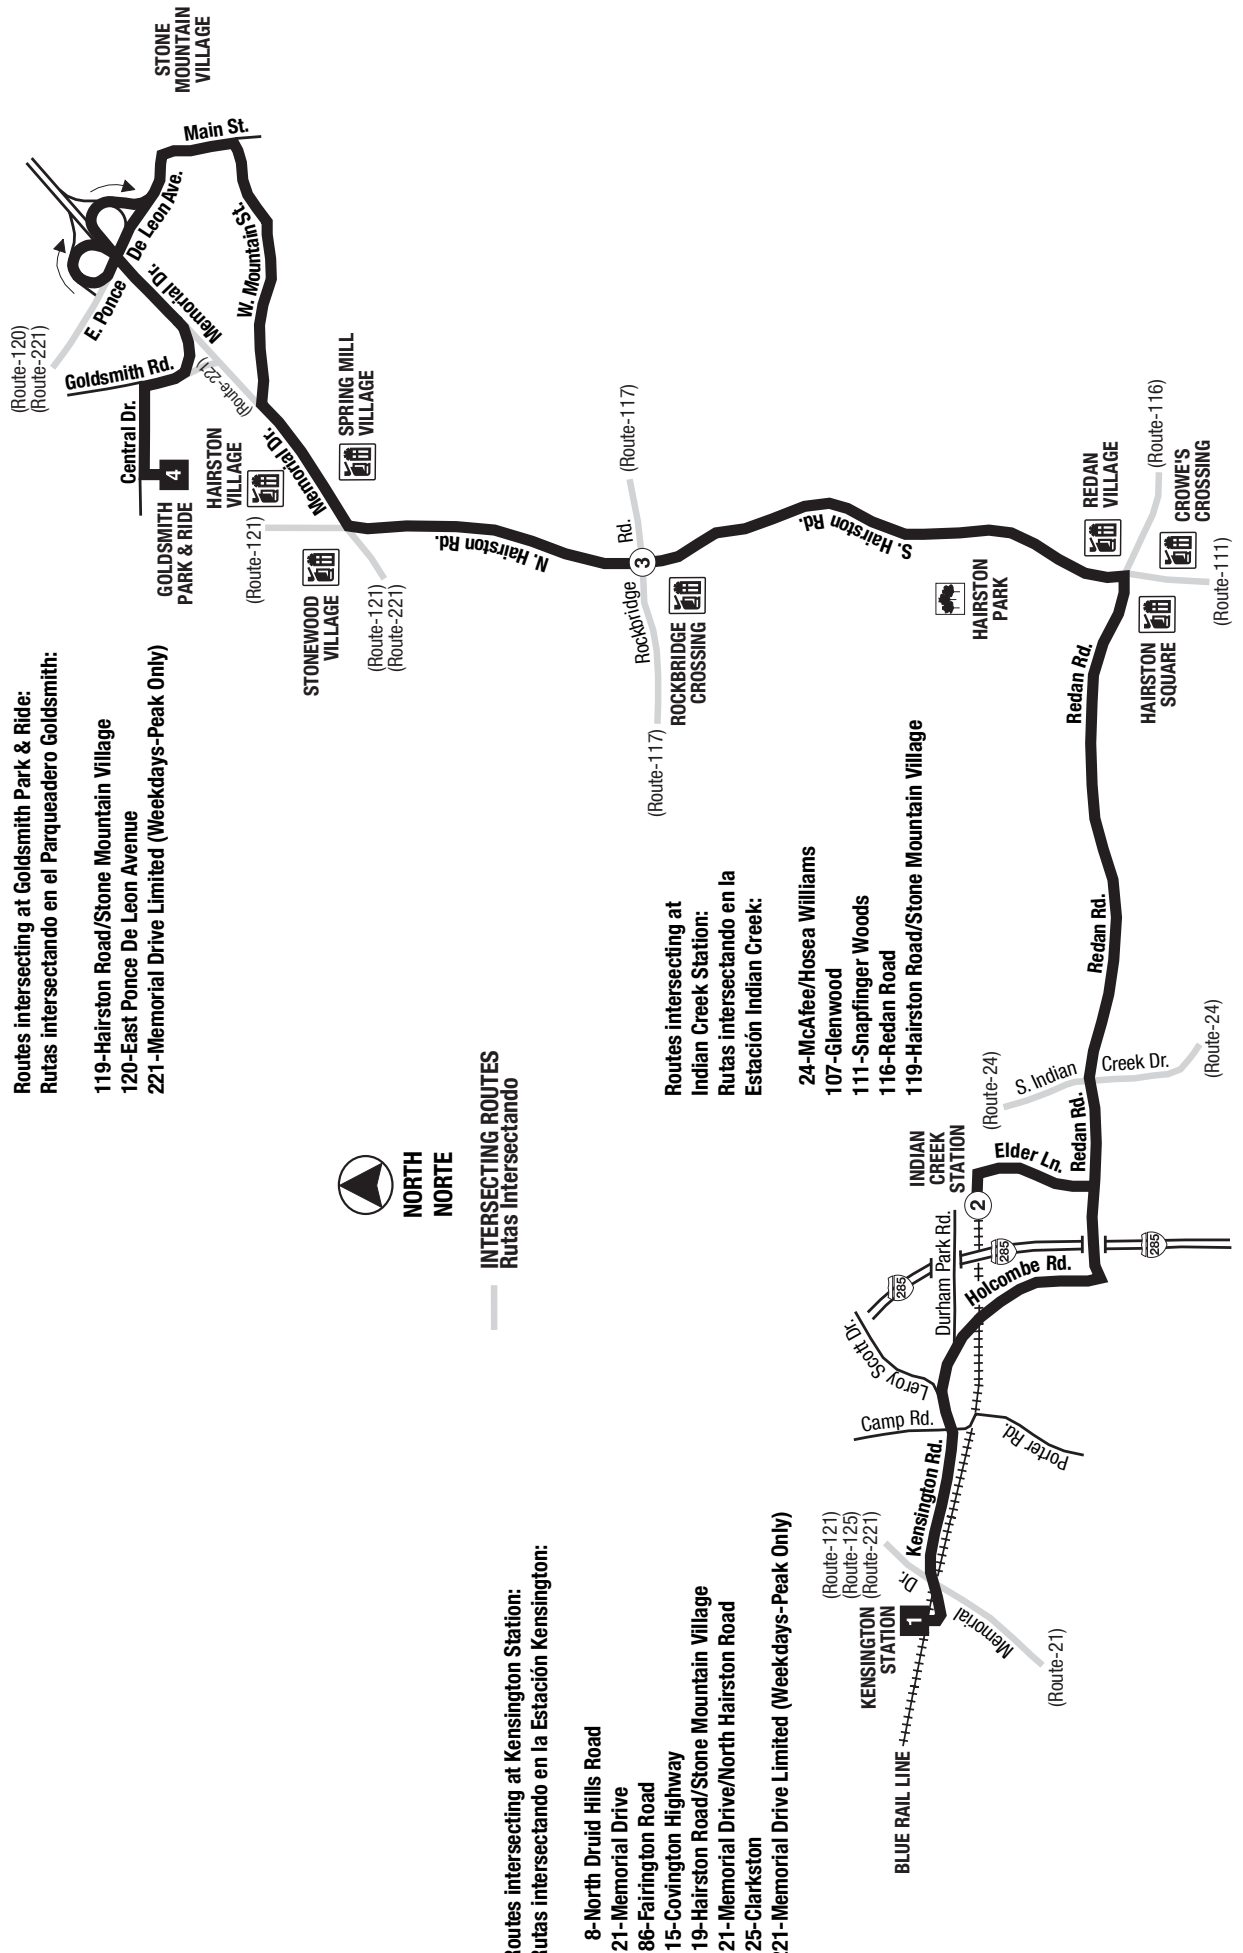 Routes intersecting at Goldsmith Park & Ride:
Rutas intersectando en el Parqueadero Goldsmith:
119-Hairston Road/Stone Mountain Village
120-East Ponce De Leon Avenue
221-Memorial Drive Limited (Weekdays-Peak Only)
(Route-120)
(Route-221)
STONE
MOUNTAIN
VILLAGE
Main St.
E. Ponce
De Leon Ave.
Memorial Dr.
W. Mountain St.
Goldsmith Rd.
Central Dr.
(Route-221)
4
GOLDSMITH
PARK & RIDE
HAIRSTON
VILLAGE
Memorial Dr.
SPRING MILL
VILLAGE
(Route-121)
STONEWOOD
VILLAGE
(Route-121)
(Route-221)
N. Hairston Rd.
(Route-117)
Rockbridge
Rd.
3
(Route-117)
ROCKBRIDGE
CROSSING
S. Hairston Rd.
HAIRSTON
PARK
REDAN
VILLAGE
(Route-116)
CROWE'S
CROSSING
(Route-111)
HAIRSTON
SQUARE
Redan Rd.
Redan Rd.
NORTH
NORTE
INTERSECTING ROUTES
Rutas Intersectando
Routes intersecting at
Indian Creek Station:
Rutas intersectando en la
Estación Indian Creek:
24-McAfee/Hosea Williams
107-Glenwood
111-Snapfinger Woods
116-Redan Road
119-Hairston Road/Stone Mountain Village
(Route-24)
S. Indian
Creek Dr.
(Route-24)
Redan Rd.
INDIAN
CREEK
STATION
2
Elder Ln.
285
285
285
Durham Park Rd.
Holcombe Rd.
Leroy Scott Dr.
Camp Rd.
Porter Rd.
Kensington Rd.
(Route-121)
(Route-125)
(Route-221)
KENSINGTON
STATION
1
Memorial
Dr.
(Route-21)
BLUE RAIL LINE
outes intersecting at Kensington Station:
utas intersectando en la Estación Kensington:
8-North Druid Hills Road
21-Memorial Drive
86-Fairington Road
15-Covington Highway
19-Hairston Road/Stone Mountain Village
21-Memorial Drive/North Hairston Road
25-Clarkston
221-Memorial Drive Limited (Weekdays-Peak Only)